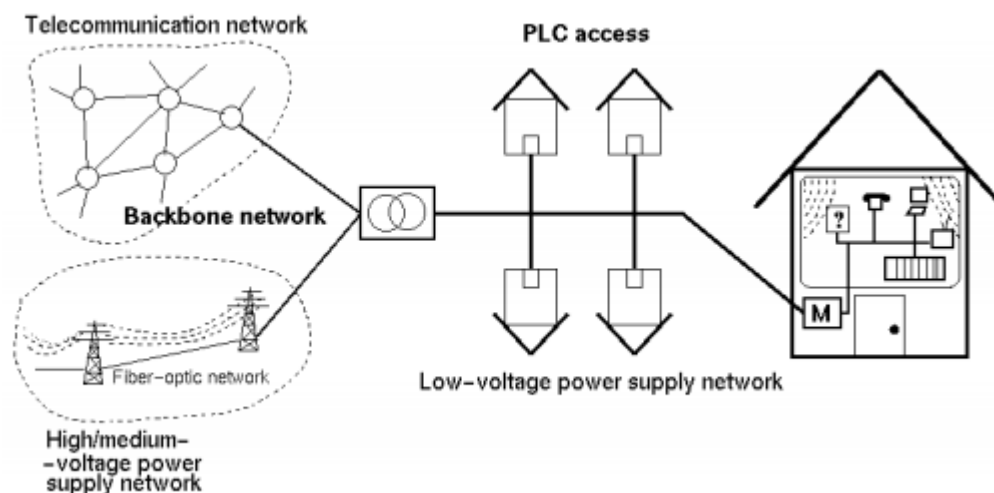 Telecommunication network
PLC access
Backbone network
?
M
Fiber-optic network
Low-voltage power supply network
High/medium-
-voltage power
supply network